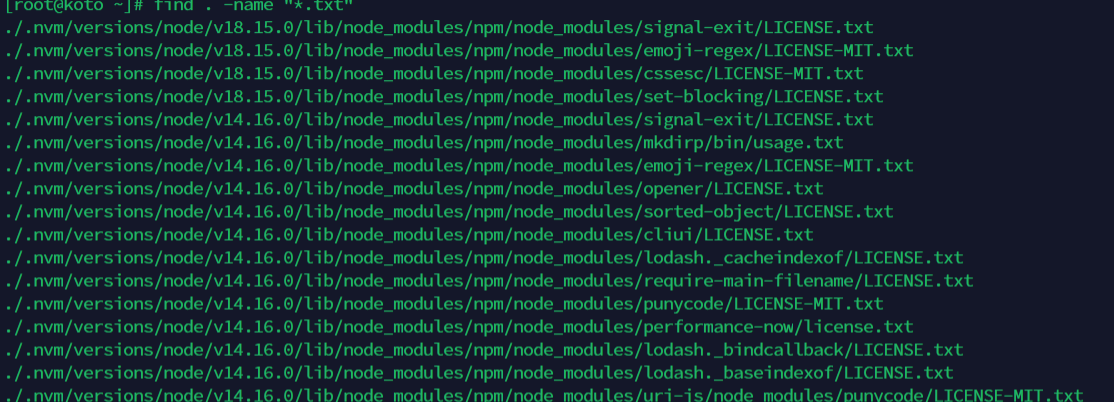 [root@koto ~]# find . -name "*.txt"
./.nvm/versions/node/v18.15.0/lib/node_modules/npm/node_modules/signal-exit/LICENSE.txt
./.nvm/versions/node/v18.15.0/lib/node_modules/npm/node_modules/emoji-regex/LICENSE-MIT.txt
./.nvm/versions/node/v18.15.0/lib/node_modules/npm/node_modules/cssesc/LICENSE-MIT.txt
./.nvm/versions/node/v18.15.0/lib/node_modules/npm/node_modules/set-blocking/LICENSE.txt
./.nvm/versions/node/v14.16.0/lib/node_modules/npm/node_modules/signal-exit/LICENSE.txt
./.nvm/versions/node/v14.16.0/lib/node_modules/npm/node_modules/mkdirp/bin/usage.txt
./.nvm/versions/node/v14.16.0/lib/node_modules/npm/node_modules/emoji-regex/LICENSE-MIT.txt
./.nvm/versions/node/v14.16.0/lib/node_modules/npm/node_modules/opener/LICENSE.txt
./.nvm/versions/node/v14.16.0/lib/node_modules/npm/node_modules/sorted-object/LICENSE.txt
./.nvm/versions/node/v14.16.0/lib/node_modules/npm/node_modules/cliui/LICENSE.txt
./.nvm/versions/node/v14.16.0/lib/node_modules/npm/node_modules/lodash._cacheindexof/LICENSE.txt
./.nvm/versions/node/v14.16.0/lib/node_modules/npm/node_modules/require-main-filename/LICENSE.txt
./.nvm/versions/node/v14.16.0/lib/node_modules/npm/node_modules/punycode/LICENSE-MIT.txt
./.nvm/versions/node/v14.16.0/lib/node_modules/npm/node_modules/performance-now/license.txt
./.nvm/versions/node/v14.16.0/lib/node_modules/npm/node_modules/lodash._bindcallback/LICENSE.txt
./.nvm/versions/node/v14.16.0/lib/node_modules/npm/node_modules/lodash._baseindexof/LICENSE.txt
./.nvm/versions/node/v14.16.0/lib/node_modules/npm/node_modules/uri-js/node_modules/punycode/LICENSE-MIT.txt